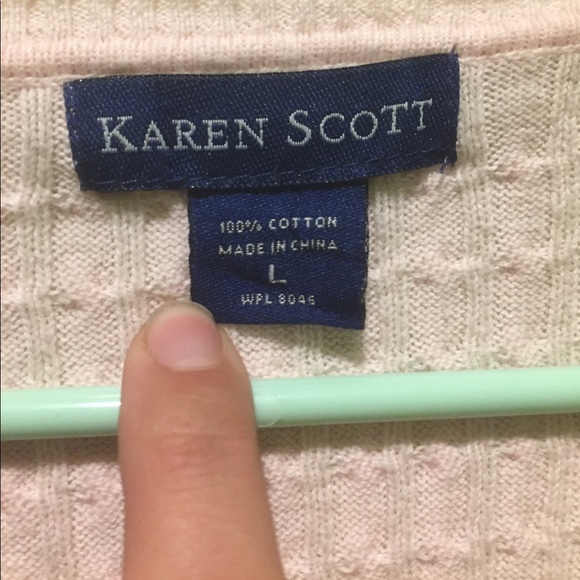 KAREN SCOTT
100% COTTON
MADE IN CHINA
L
WPL 8046